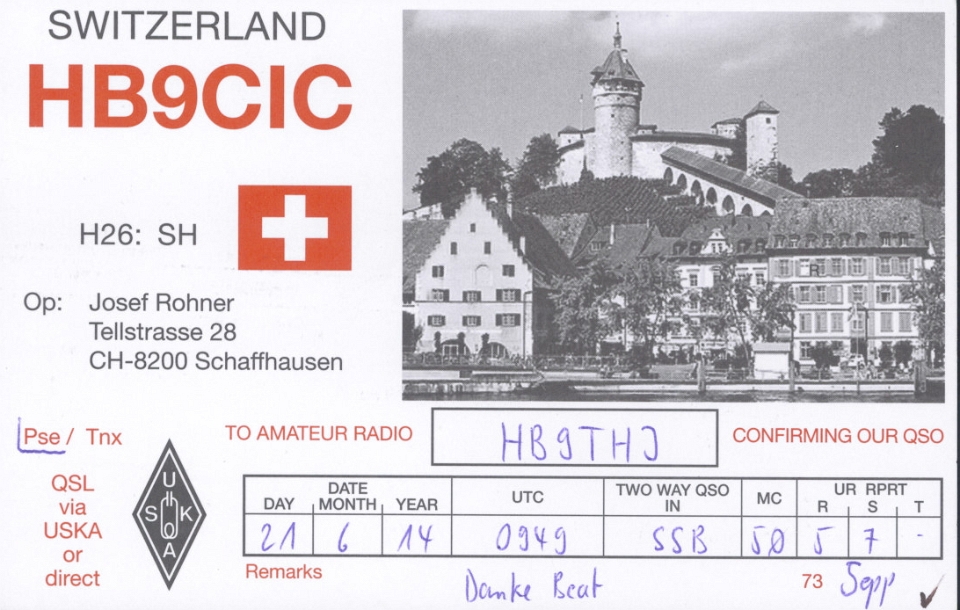 SWITZERLAND
HB9CIC
H26: SH
Op: Josef Rohner
Tellstrasse 28
CH-8200 Schaffhausen
Pse / Tnx
QSL
via
USKA
or
direct
U
S K
A
TO AMATEUR RADIO HB9THJ CONFIRMING OUR QSO
DAY DATE MONTH YEAR UTC TWO WAY QSO IN MC UR RPRT R S T
21 6 14 0949 SSB 50 5 7 -
Remarks Danke Beat 73 Sepp